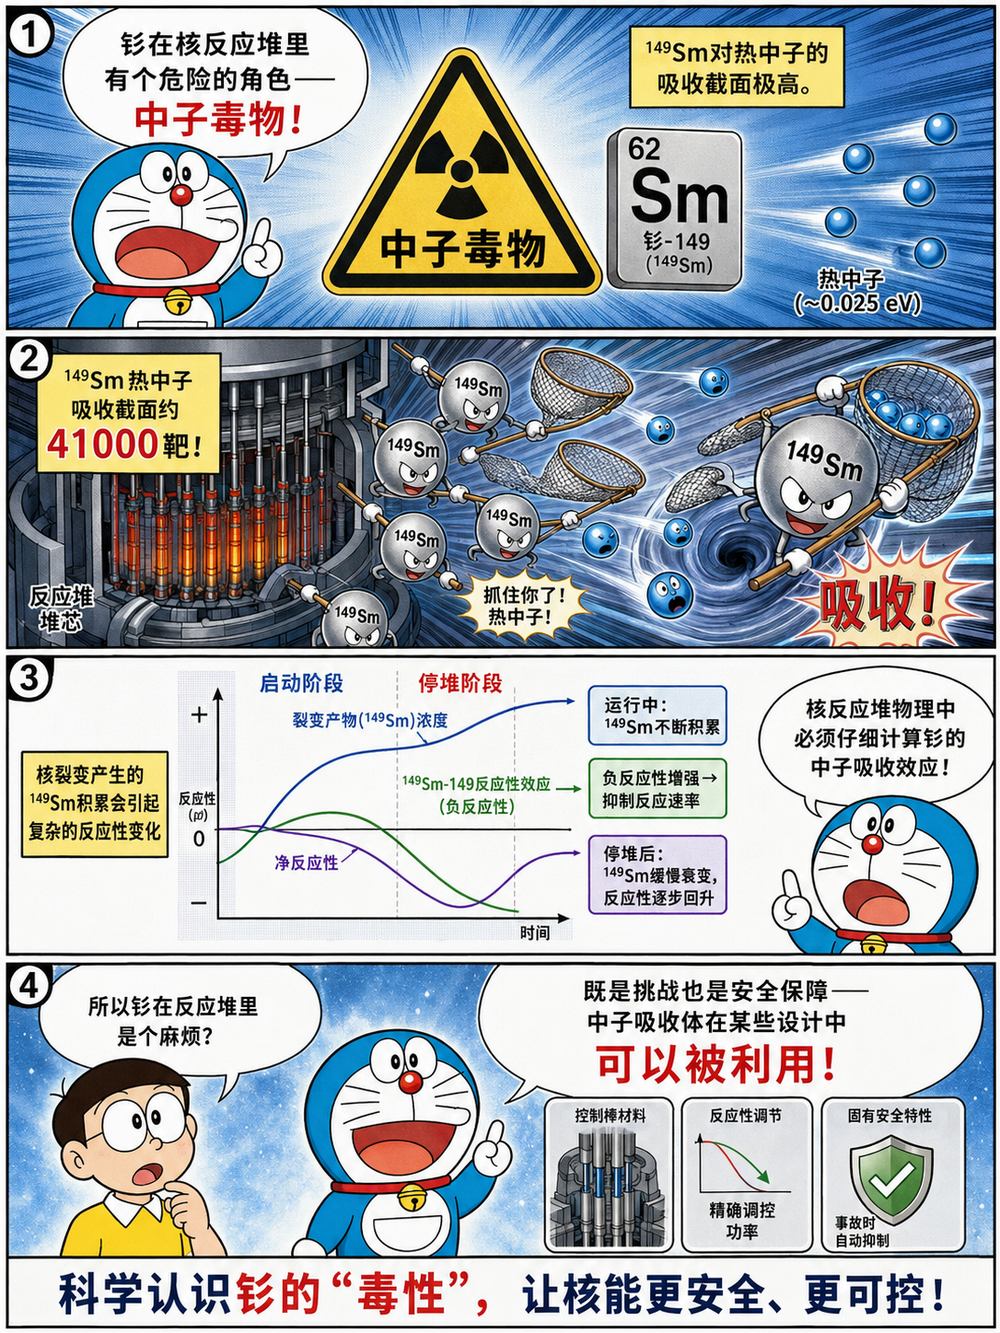 1
钐在核反应堆里
有个危险的角色——
中子毒物！
中子毒物
62
Sm
钐-149
(¹⁴⁹Sm)
¹⁴⁹Sm对热中子的
吸收截面极高。
热中子
(~0.025 eV)
2
¹⁴⁹Sm热中子
吸收截面约
41000靶！
反应堆
堆芯
¹⁴⁹Sm
¹⁴⁹Sm
¹⁴⁹Sm
¹⁴⁹Sm
¹⁴⁹Sm
抓住你了！
热中子！
¹⁴⁹Sm
吸收！
3
核裂变产生的
¹⁴⁹Sm积累会引起
复杂的反应性变化
启动阶段
停堆阶段
+
反应性
(ρ)
0
−
裂变产物(¹⁴⁹Sm)浓度
¹⁴⁹Sm-149反应性效应
(负反应性)
净反应性
时间
运行中：
¹⁴⁹Sm不断积累
负反应性增强→
抑制反应速率
停堆后：
¹⁴⁹Sm缓慢衰变，
反应性逐步回升
核反应堆物理中
必须仔细计算钐的
中子吸收效应！
4
所以钐在反应堆里
是个麻烦？
既是挑战也是安全保障——
中子吸收体在某些设计中
可以被利用！
控制棒材料
反应性调节
精确调控
功率
固有安全特性
事故时
自动抑制
科学认识钐的“毒性”，让核能更安全、更可控！